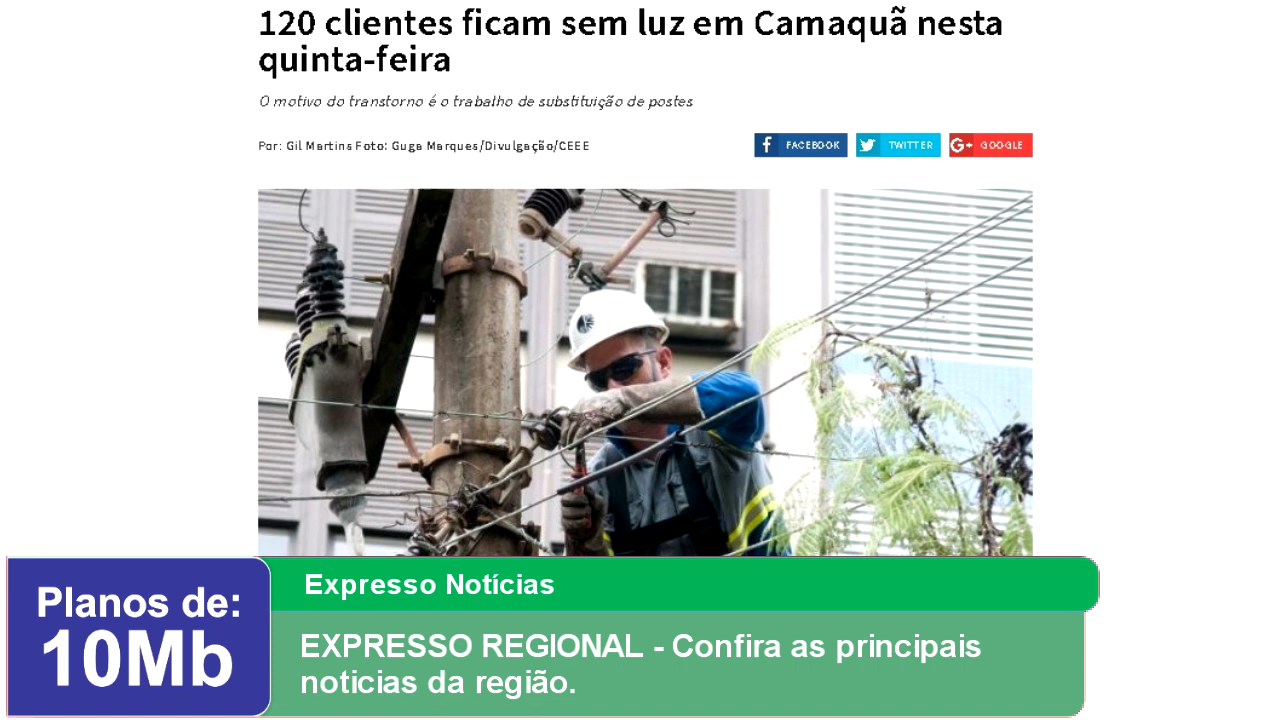 120 clientes ficam sem luz em Camaquã nesta
quinta-feira
O motivo do transtorno é o trabalho de substituição de postes
Por: Gil Martins Foto: Guga Marques/Divulgação/CEEE
FACEBOOK
TWITTER
GOOGLE
Planos de:
10Mb
Expresso Notícias
EXPRESSO REGIONAL - Confira as principais
noticias da região.